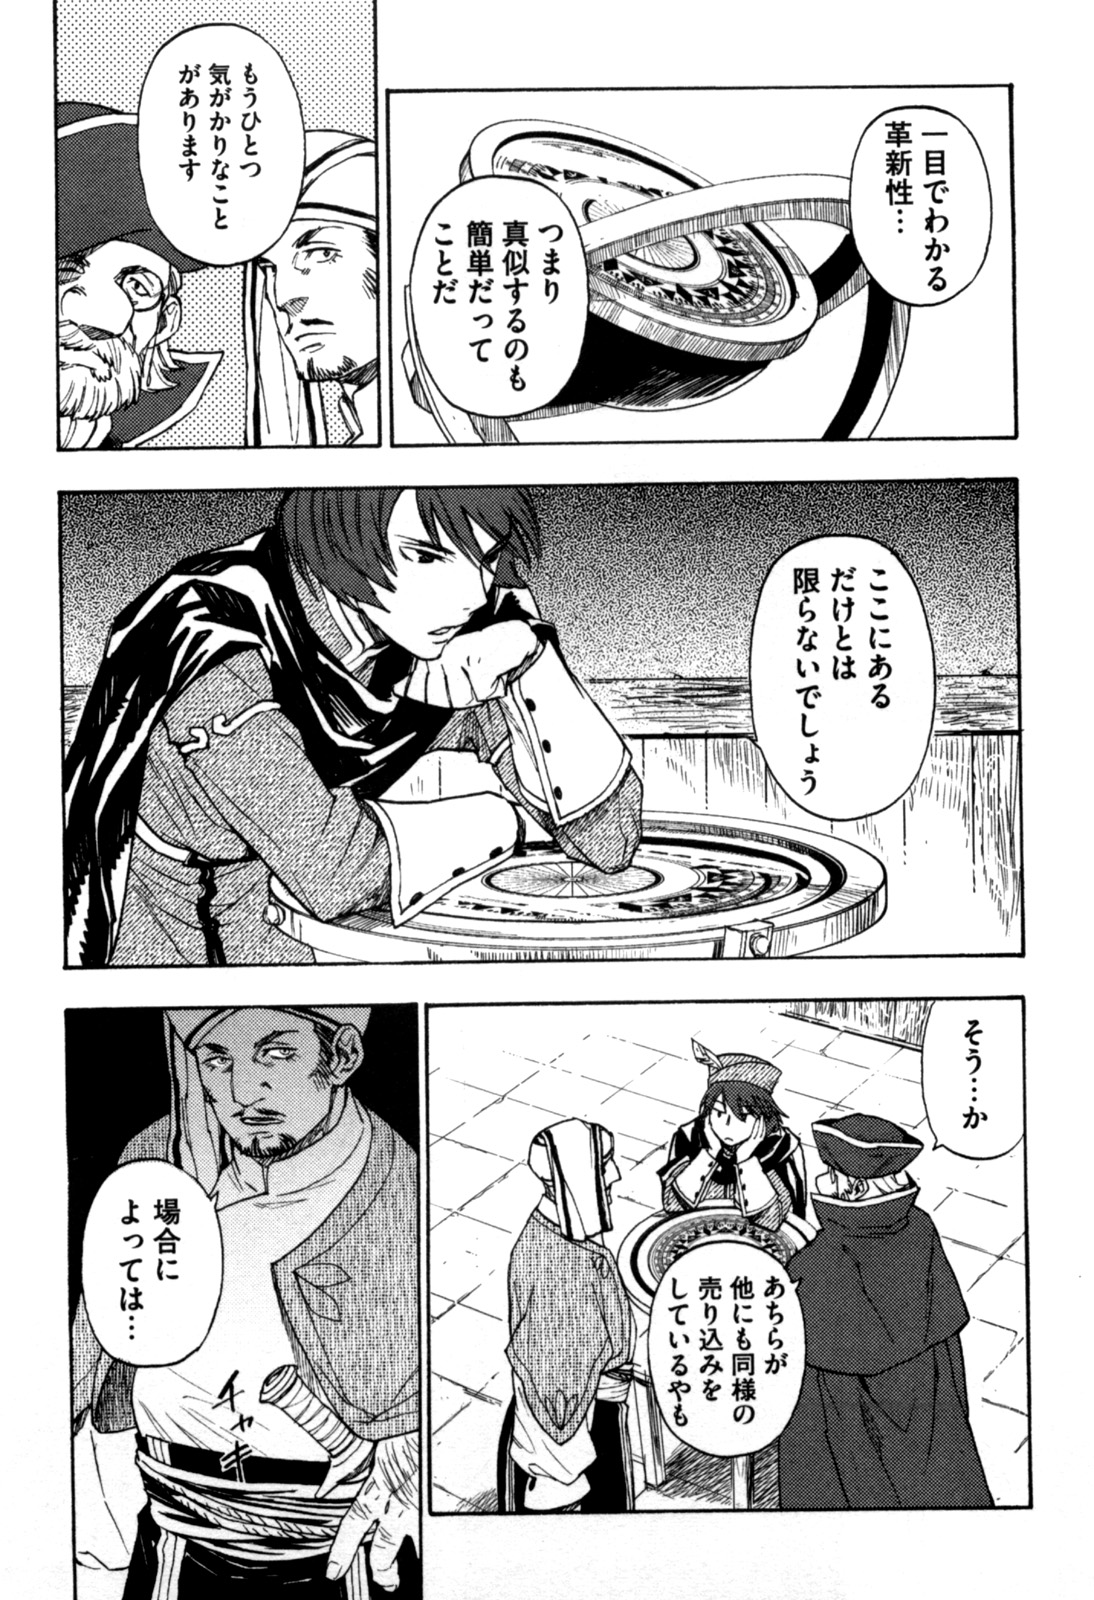 一目でわかる
革新性…
つまり
真似するのも
簡単だって
ことだ
もうひとつ
気がかりなこと
があります
ここにある
だけとは
限らないでしょう
そう…か
あちらが
他にも同様の
売り込みを
しているやも
場合に
よっては…
チャキ